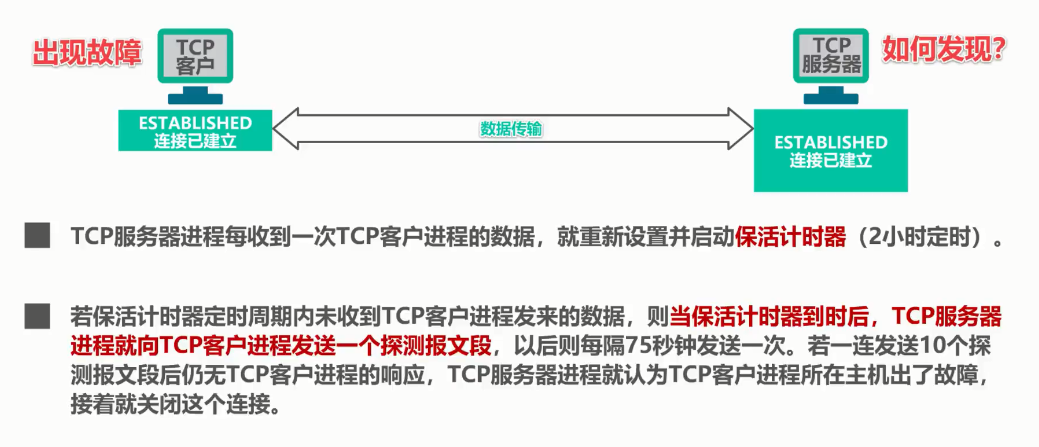 出现故障
TCP
客户
TCP
服务器
如何发现?
ESTABLISHED
连接已建立
数据传输
ESTABLISHED
连接已建立
TCP服务器进程每收到一次TCP客户进程的数据，就重新设置并启动保活计时器（2小时定时）。
若保活计时器定时周期内未收到TCP客户进程发来的数据，则当保活计时器到时后，TCP服务器
进程就向TCP客户进程发送一个探测报文段，以后则每隔75秒钟发送一次。若一连发送10个探
测报文段后仍无TCP客户进程的响应，TCP服务器进程就认为TCP客户进程所在主机出了故障，
接着就关闭这个连接。